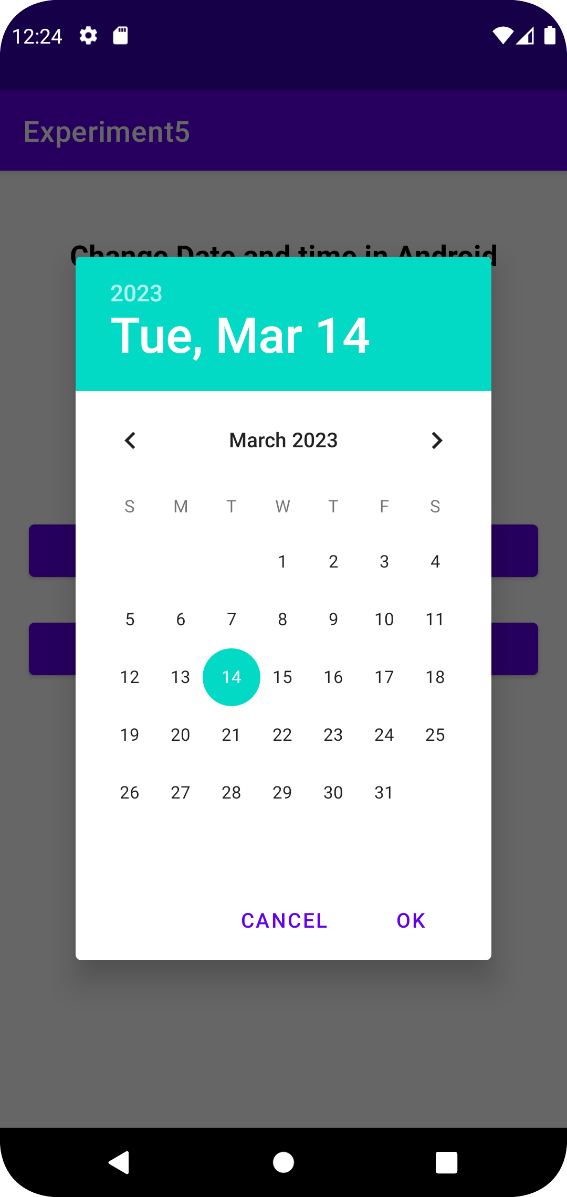 12:24
Experiment5
Change Date and time in Android
2023
Tue, Mar 14
March 2023
S M T W T F S
1 2 3 4
5 6 7 8 9 10 11
12 13 14 15 16 17 18
19 20 21 22 23 24 25
26 27 28 29 30 31
CANCEL OK